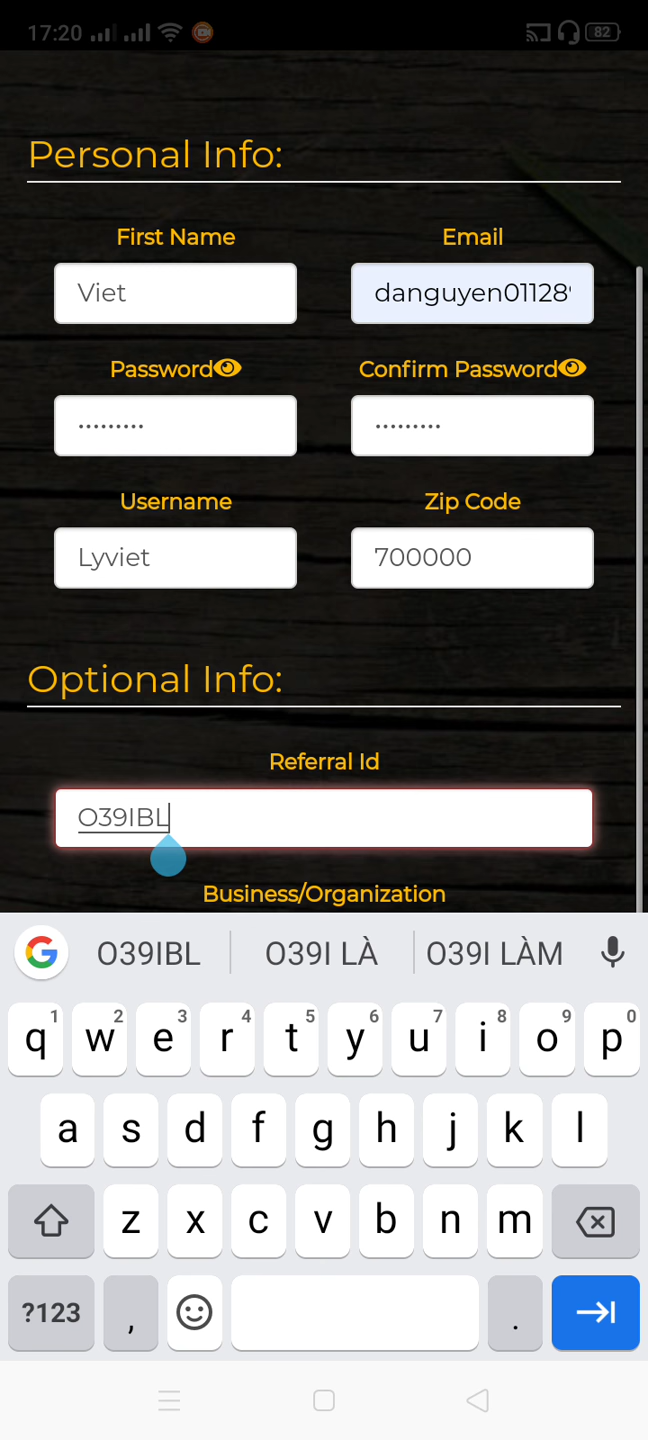 17:20 82
Personal Info:
First Name Email
Viet danguyen01128
Password Confirm Password
••••••••• •••••••••
Username Zip Code
Lyviet 700000
Optional Info:
Referral Id
O39IBL
Business/Organization
O39IBL O39I LÀ O39I LÀM
1 2 3 4 5 6 7 8 9 0
q w e r t y u i o p
a s d f g h j k l
z x c v b n m
?123 , .